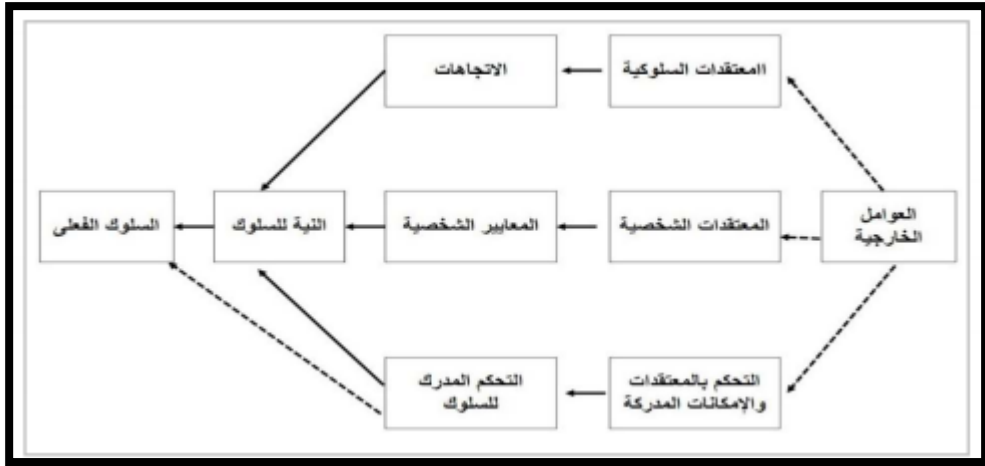 المعتقدات السلوكية
الاتجاهات
العوامل
الخارجية
المعتقدات الشخصية
المعايير الشخصية
النية للسلوك
السلوك الفعلى
التحكم بالمعتقدات
والإمكانات المدركة
التحكم المدرك
للسلوك